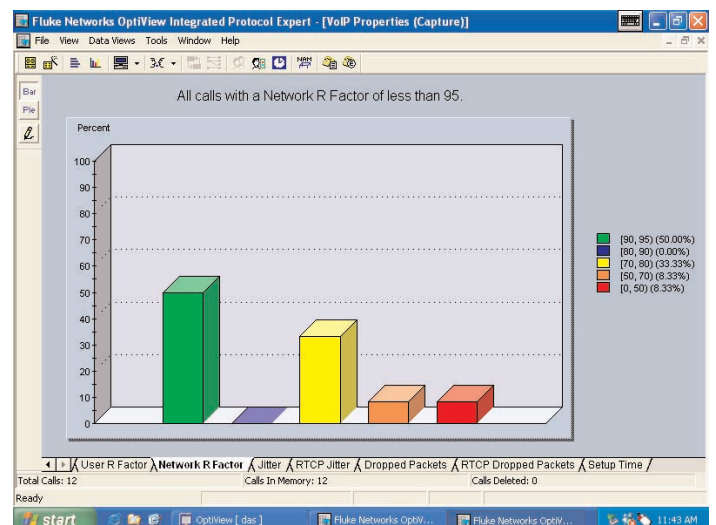 Fluke Networks OptiView Integrated Protocol Expert - [VoIP Properties (Capture)]
File View Data Views Tools Window Help
NAM
Bar
Pie
All calls with a Network R Factor of less than 95.
Percent
100
90
80
70
60
50
40
30
20
10
0
[90, 95) (50.00%)
[80, 90) (0.00%)
[70, 80) (33.33%)
[50, 70) (8.33%)
[0, 50) (8.33%)
User R Factor Network R Factor Jitter RTCP Jitter Dropped Packets RTCP Dropped Packets Setup Time
Total Calls: 12 Calls In Memory: 12 Calls Deleted: 0
Ready
start OptiView [ das ] Fluke Networks OptiV... Fluke Networks OptiV... 11:43 AM